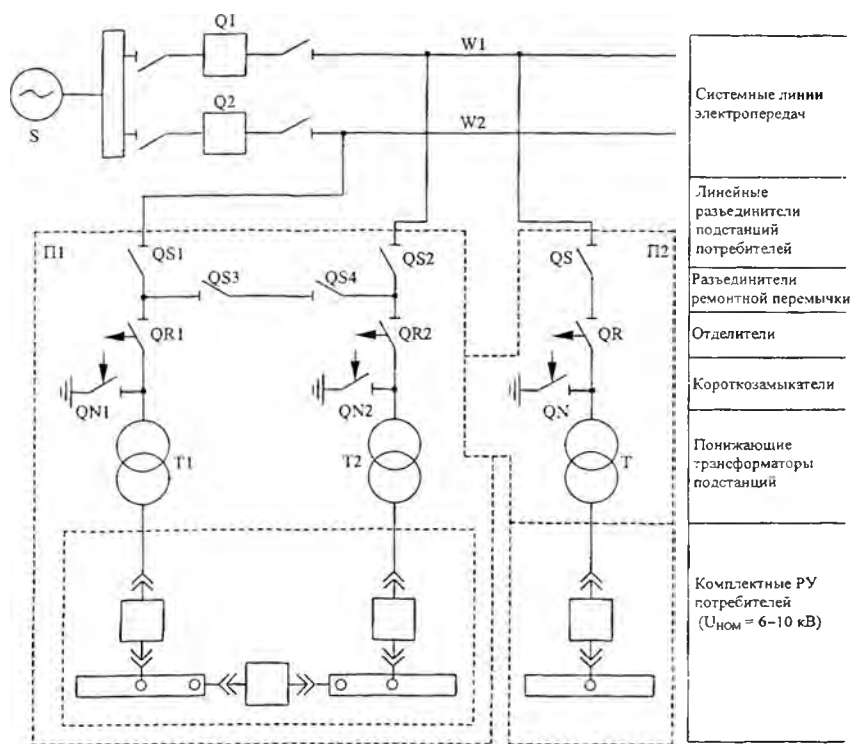 Q1
W1
Q2
W2
S
Системные линии
электропередач
Линейные
разъединители
подстанций
потребителей
П1
QS1
QS2
QS
П2
QS3
QS4
Разъединители
ремонтной перемычки
QR1
QR2
QR
Отделители
QN1
QN2
QN
Короткозамыкатели
T1
T2
T
Понижающие
трансформаторы
подстанций
Комплектные РУ
потребителей
(UНОМ = 6–10 кВ)